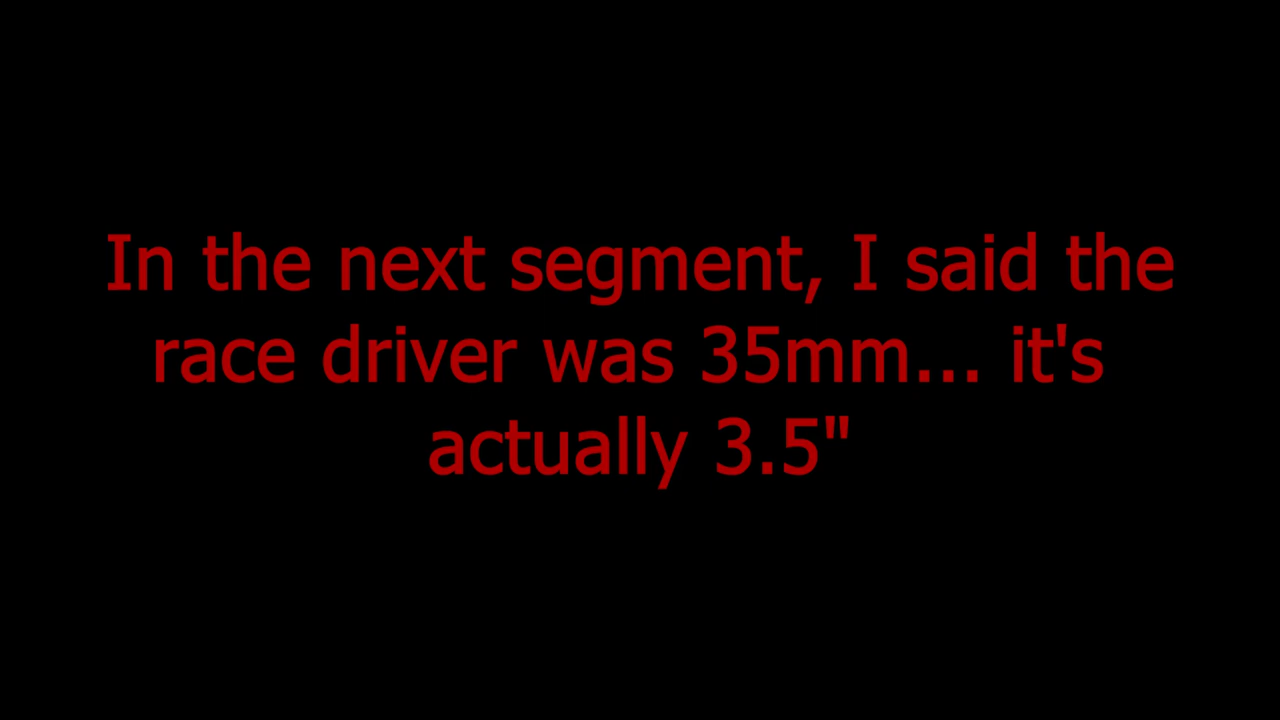 In the next segment, I said the
race driver was 35mm... it's
actually 3.5"